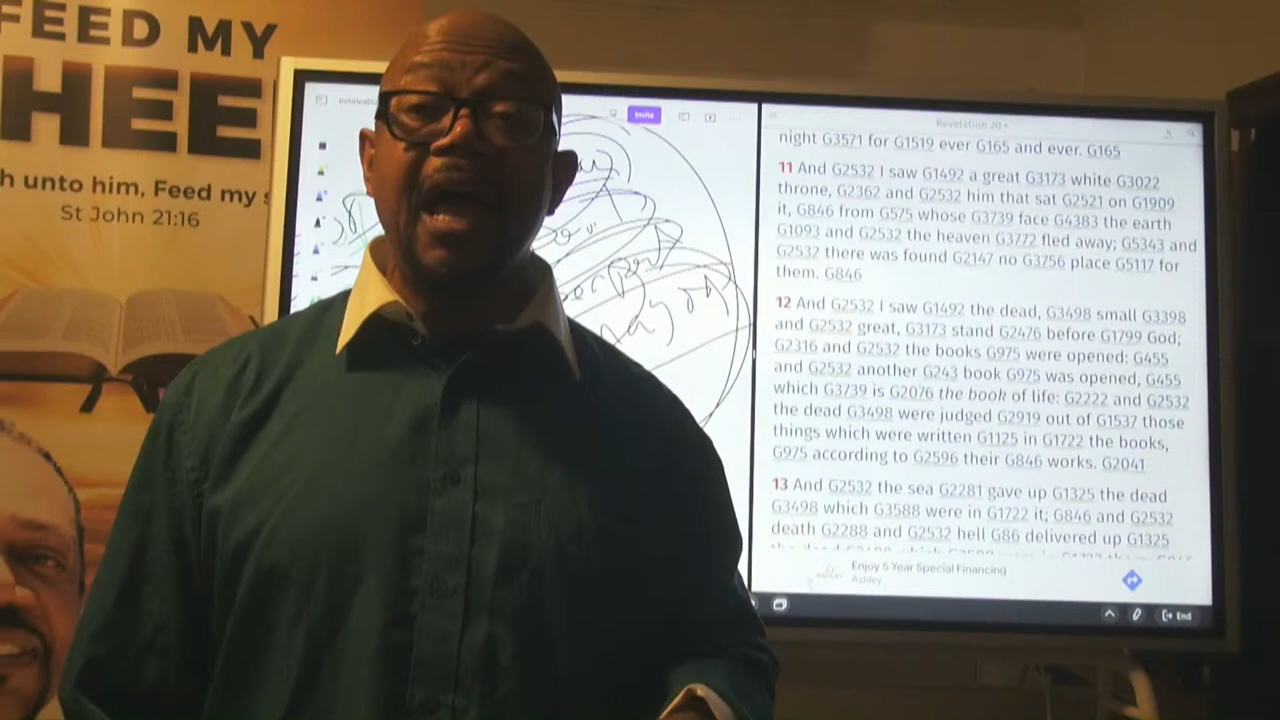 FEED MY
HEE
h unto him, Feed my s
St John 21:16
Invite
Revelation 20
night G3571 for G1519 ever G165 and ever. G165
11 And G2532 I saw G1492 a great G3173 white G3022
throne, G2362 and G2532 him that sat G2521 on G1909
it, G846 from G575 whose G3739 face G4383 the earth
G1093 and G2532 the heaven G3772 fled away; G5343 and
G2532 there was found G2147 no G3756 place G5117 for
them. G846
12 And G2532 I saw G1492 the dead, G3498 small G3398
and G2532 great, G3173 stand G2476 before G1799 God;
G2316 and G2532 the books G975 were opened: G455
and G2532 another G243 book G975 was opened, G455
which G3739 is G2076 the book of life: G2222 and G2532
the dead G3498 were judged G2919 out of G1537 those
things which were written G1125 in G1722 the books,
G975 according to G2596 their G846 works. G2041
13 And G2532 the sea G2281 gave up G1325 the dead
G3498 which G3588 were in G1722 it; G846 and G2532
death G2288 and G2532 hell G86 delivered up G1325
Enjoy 5 Year Special Financing
Ashley
End